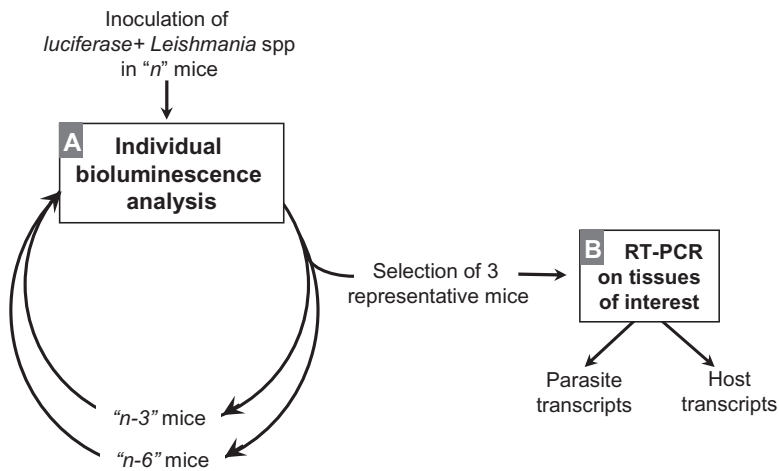 Inoculation of
luciferase+ Leishmania spp
in “n” mice
A
Individual
bioluminescence
analysis
Selection of 3
representative mice
B RT-PCR
on tissues
of interest
Parasite
transcripts
Host
transcripts
“n-3” mice
“n-6” mice